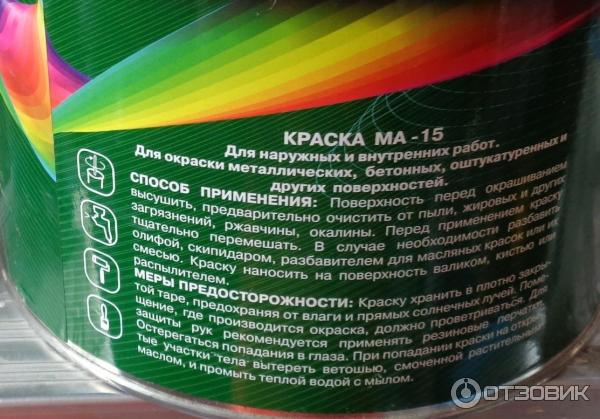 КРАСКА МА -15
Для наружных и внутренних работ.
Для окраски металлических, бетонных, оштукатуренных и
других поверхностей.
СПОСОБ ПРИМЕНЕНИЯ: Поверхность перед окрашиванием
высушить, предварительно очистить от пыли, жировых и других
загрязнений, ржавчины, окалины. Перед применением краску
тщательно перемешать. В случае необходимости разбавить
олифой, скипидаром, разбавителем для масляных красок или их
смесью. Краску наносить на поверхность валиком, кистью или
распылителем.
МЕРЫ ПРЕДОСТОРОЖНОСТИ: Краску хранить в плотно закры-
той таре, предохраняя от влаги и прямых солнечных лучей. Поме-
щение, где производится окраска, должно проветриваться. Для
защиты рук рекомендуется применять резиновые перчатки.
Остерегаться попадания в глаза. При попадании краски на откры-
тые участки тела вытереть ветошью, смоченной растительным
маслом, и промыть теплой водой с мылом.
ОТЗОВИК